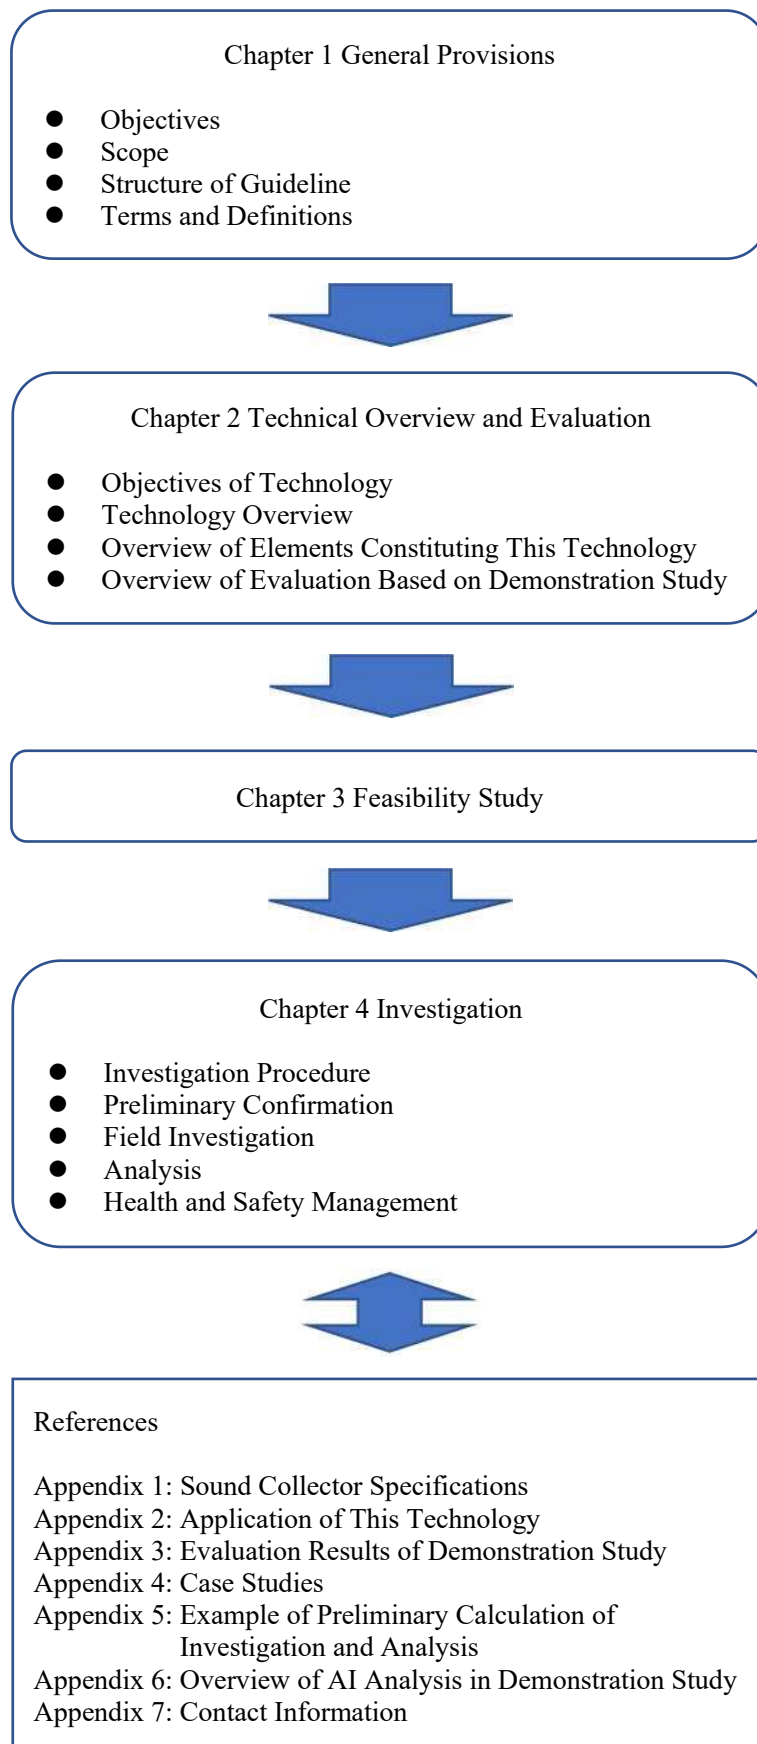 Chapter 1 General Provisions
● Objectives
● Scope
● Structure of Guideline
● Terms and Definitions
Chapter 2 Technical Overview and Evaluation
● Objectives of Technology
● Technology Overview
● Overview of Elements Constituting This Technology
● Overview of Evaluation Based on Demonstration Study
Chapter 3 Feasibility Study
Chapter 4 Investigation
● Investigation Procedure
● Preliminary Confirmation
● Field Investigation
● Analysis
● Health and Safety Management
References
Appendix 1: Sound Collector Specifications
Appendix 2: Application of This Technology
Appendix 3: Evaluation Results of Demonstration Study
Appendix 4: Case Studies
Appendix 5: Example of Preliminary Calculation of
Investigation and Analysis
Appendix 6: Overview of AI Analysis in Demonstration Study
Appendix 7: Contact Information